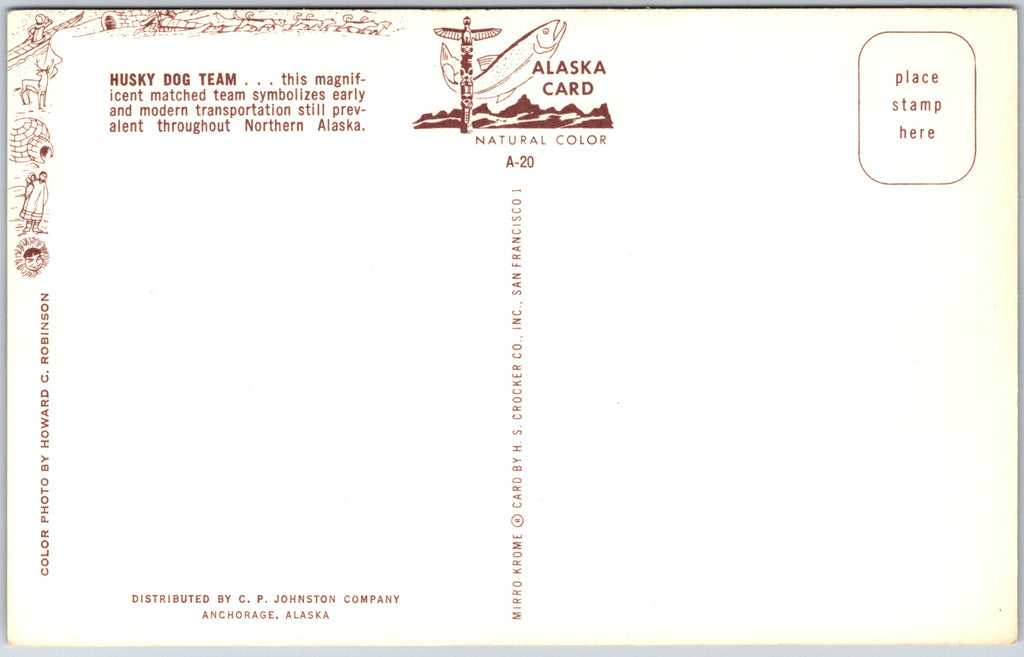 HUSKY DOG TEAM . . . this magnif-
icent matched team symbolizes early
and modern transportation still prev-
alent throughout Northern Alaska.
ALASKA
CARD
NATURAL COLOR
A-20
place
stamp
here
COLOR PHOTO BY HOWARD C. ROBINSON
MIRRO-KROME ® CARD BY H. S. CROCKER CO., INC., SAN FRANCISCO 1
DISTRIBUTED BY C. P. JOHNSTON COMPANY
ANCHORAGE, ALASKA